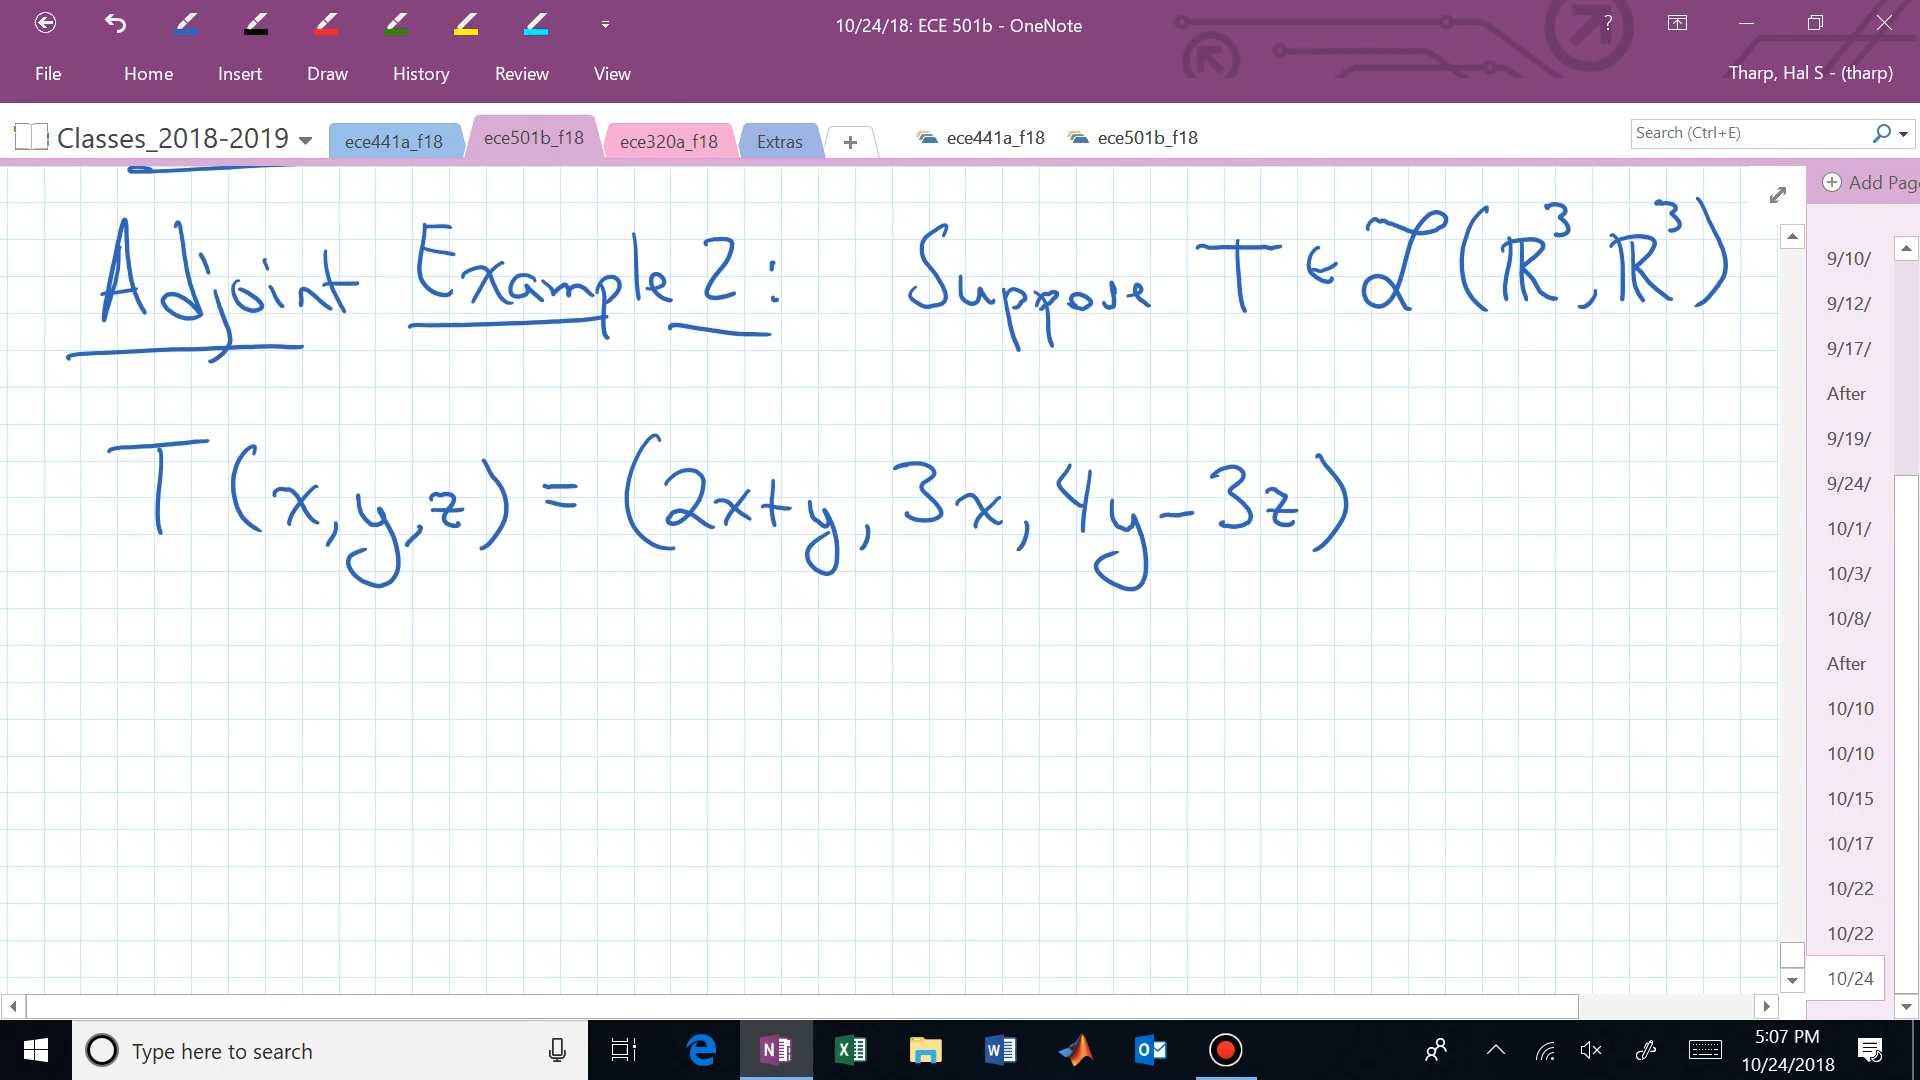 10/24/18: ECE 501b - OneNote
?
File Home Insert Draw History Review View
Tharp, Hal S - (tharp)
Classes_2018-2019
ece441a_f18
ece501b_f18
ece320a_f18
Extras
ece441a_f18
ece501b_f18
Search (Ctrl+E)
Add Pag
Adjoint Example 2: Suppose T ∈ ℒ(ℝ³, ℝ³)
T(x, y, z) = (2x+y, 3x, 4y-3z)
9/10/
9/12/
9/17/
After
9/19/
9/24/
10/1/
10/3/
10/8/
After
10/10
10/10
10/15
10/17
10/22
10/22
10/24
Type here to search
5:07 PM
10/24/2018